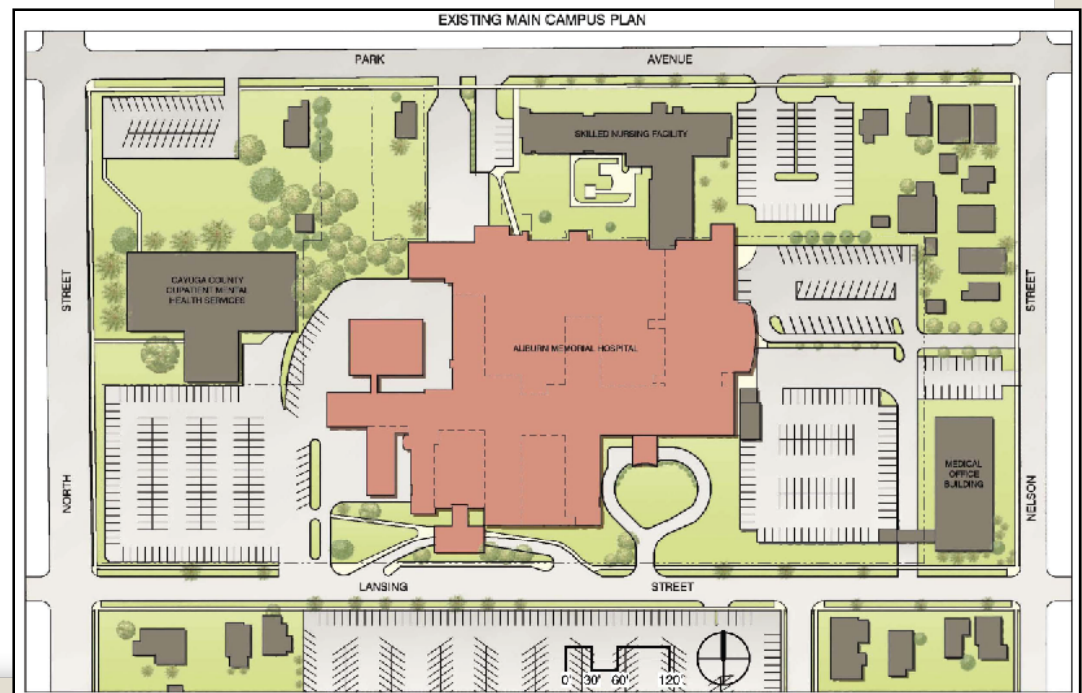 EXISTING MAIN CAMPUS PLAN
PARK AVENUE
SKILLED NURSING FACILITY
STREET
CAYUGA COUNTY
OUPATIENT MENTAL
HEALTH SERVICES
STREET
AUBURN MEMORIAL HOSPITAL
NORTH
MEDICAL
OFFICE
BUILDING
NELSON
LANSING STREET
0' 30' 60' 120'